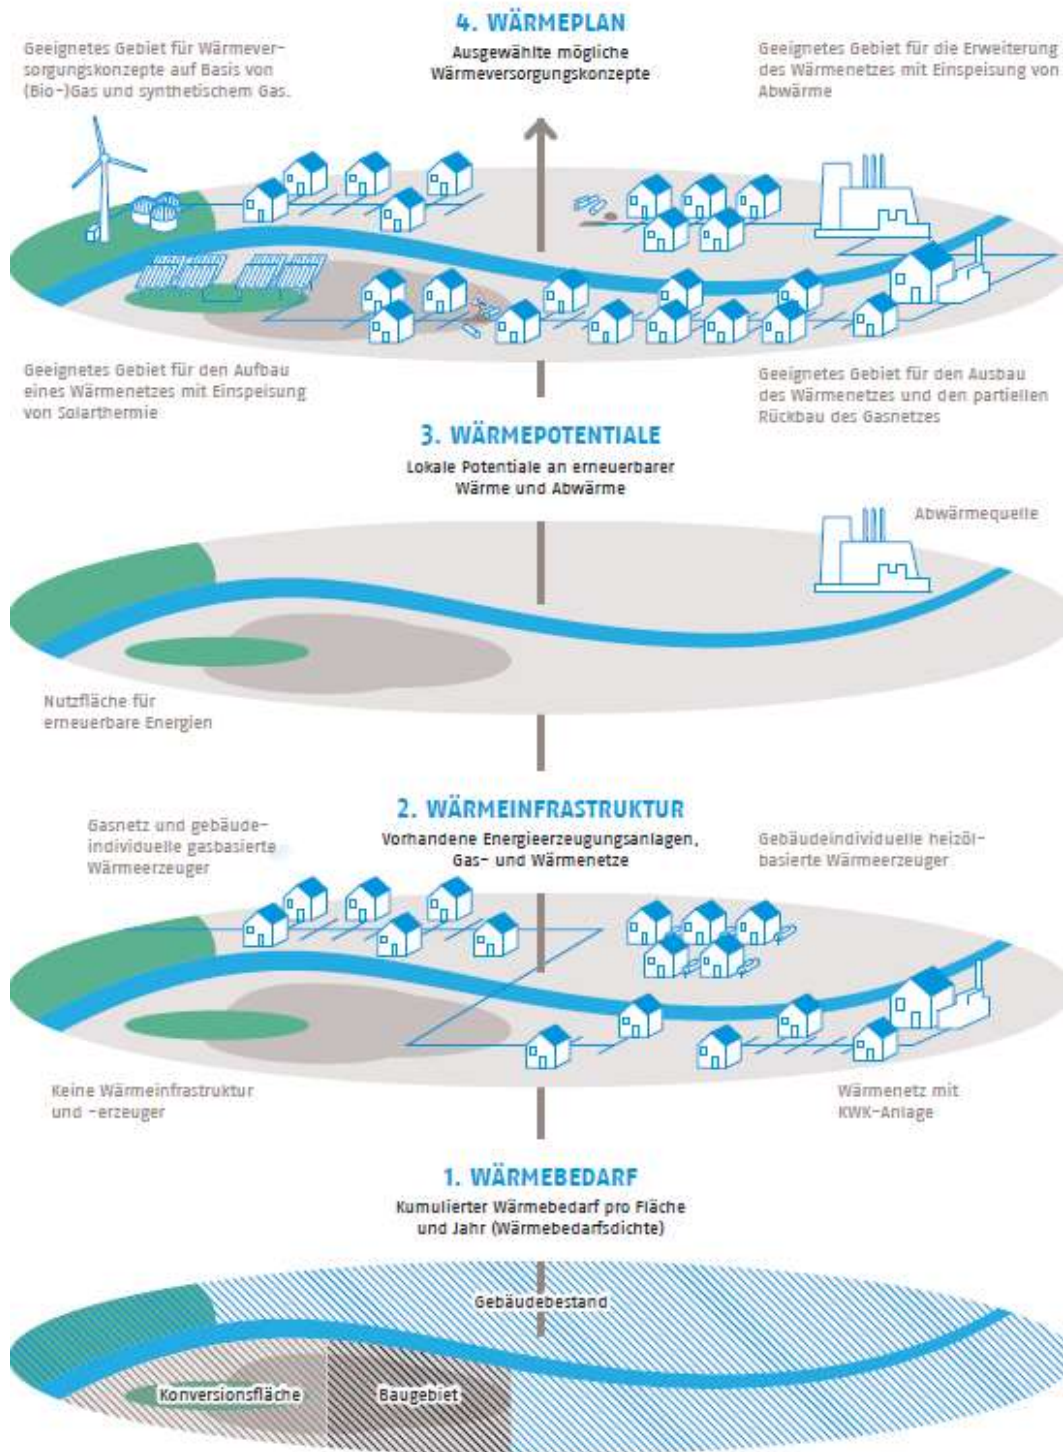 4. WÄRMEPLAN
Ausgewählte mögliche
Wärmeversorgungskonzepte
Geeignetes Gebiet für Wärmever-
sorgungskonzepte auf Basis von
(Bio-)Gas und synthetischem Gas.
Geeignetes Gebiet für die Erweiterung
des Wärmenetzes mit Einspeisung von
Abwärme
Geeignetes Gebiet für den Aufbau
eines Wärmenetzes mit Einspeisung
von Solarthermie
Geeignetes Gebiet für den Ausbau
des Wärmenetzes und den partiellen
Rückbau des Gasnetzes
3. WÄRMEPOTENTIALE
Lokale Potentiale an erneuerbarer
Wärme und Abwärme
Abwärmequelle
Nutzfläche für
erneuerbare Energien
2. WÄRMEINFRASTRUKTUR
Vorhandene Energieerzeugungsanlagen,
Gas- und Wärmenetze
Gasnetz und gebäude-
individuelle gasbasierte
Wärmeerzeuger
Gebäudeindividuelle heizöl-
basierte Wärmeerzeuger
Keine Wärmeinfrastruktur
und -erzeuger
Wärmenetz mit
KWK-Anlage
1. WÄRMEBEDARF
Kumulierter Wärmebedarf pro Fläche
und Jahr (Wärmebedarfsdichte)
Gebäudebestand
Konversionsfläche
Baugebiet